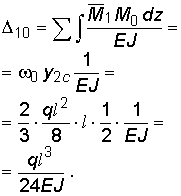 Δ₁₀ = ∑ ∫ M̅₁ M₀ dz / EJ =
= ω₀ y₂c 1/EJ =
= 2/3 · ql²/8 · l · 1/2 · 1/EJ =
= ql³/24EJ .